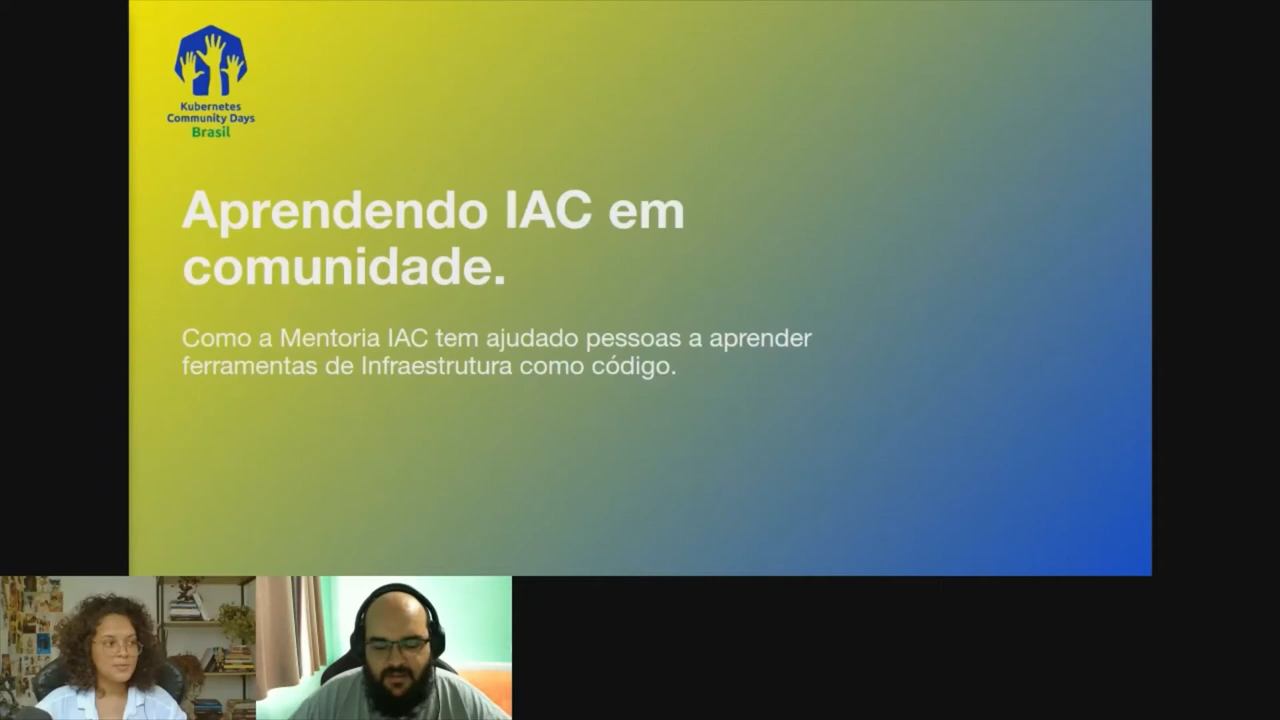 Kubernetes
Community Days
Brasil
Aprendendo IAC em
comunidade.
Como a Mentoria IAC tem ajudado pessoas a aprender
ferramentas de Infraestrutura como código.